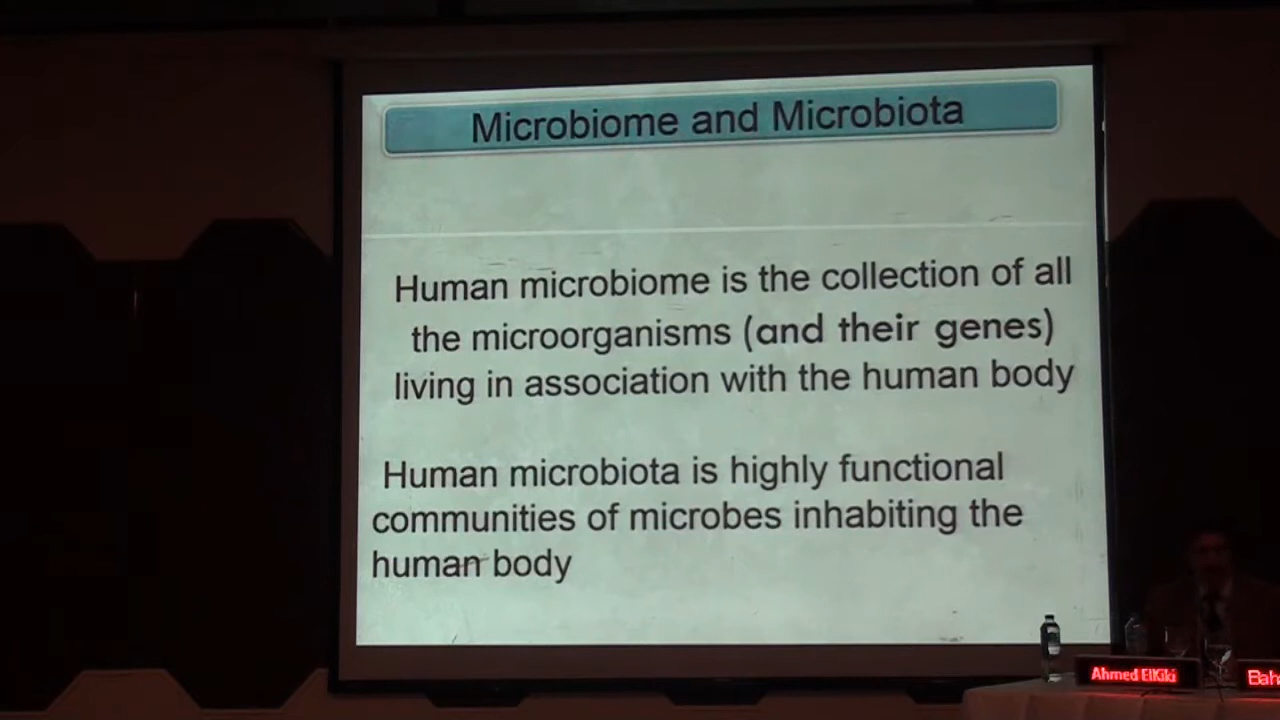 Microbiome and Microbiota
Human microbiome is the collection of all
the microorganisms (and their genes)
living in association with the human body
Human microbiota is highly functional
communities of microbes inhabiting the
human body
Ahmed ElKiki